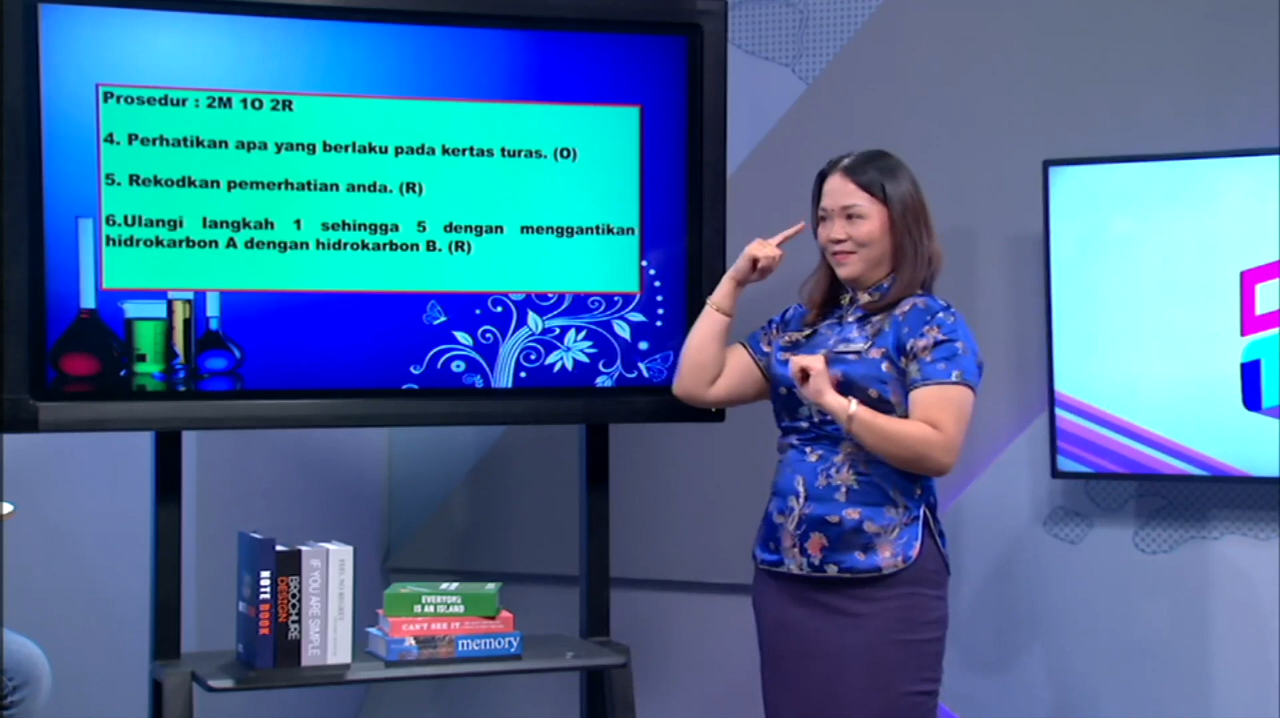 Prosedur : 2M 1O 2R
4. Perhatikan apa yang berlaku pada kertas turas. (O)
5. Rekodkan pemerhatian anda. (R)
6.Ulangi langkah 1 sehingga 5 dengan menggantikan
hidrokarbon A dengan hidrokarbon B. (R)
NOTE BOOK
BROCHURE
DESIGN
IF YOU ARE SIMPLE
EVERYONE
IS AN ISLAND
CAN'T SEE IT
memory